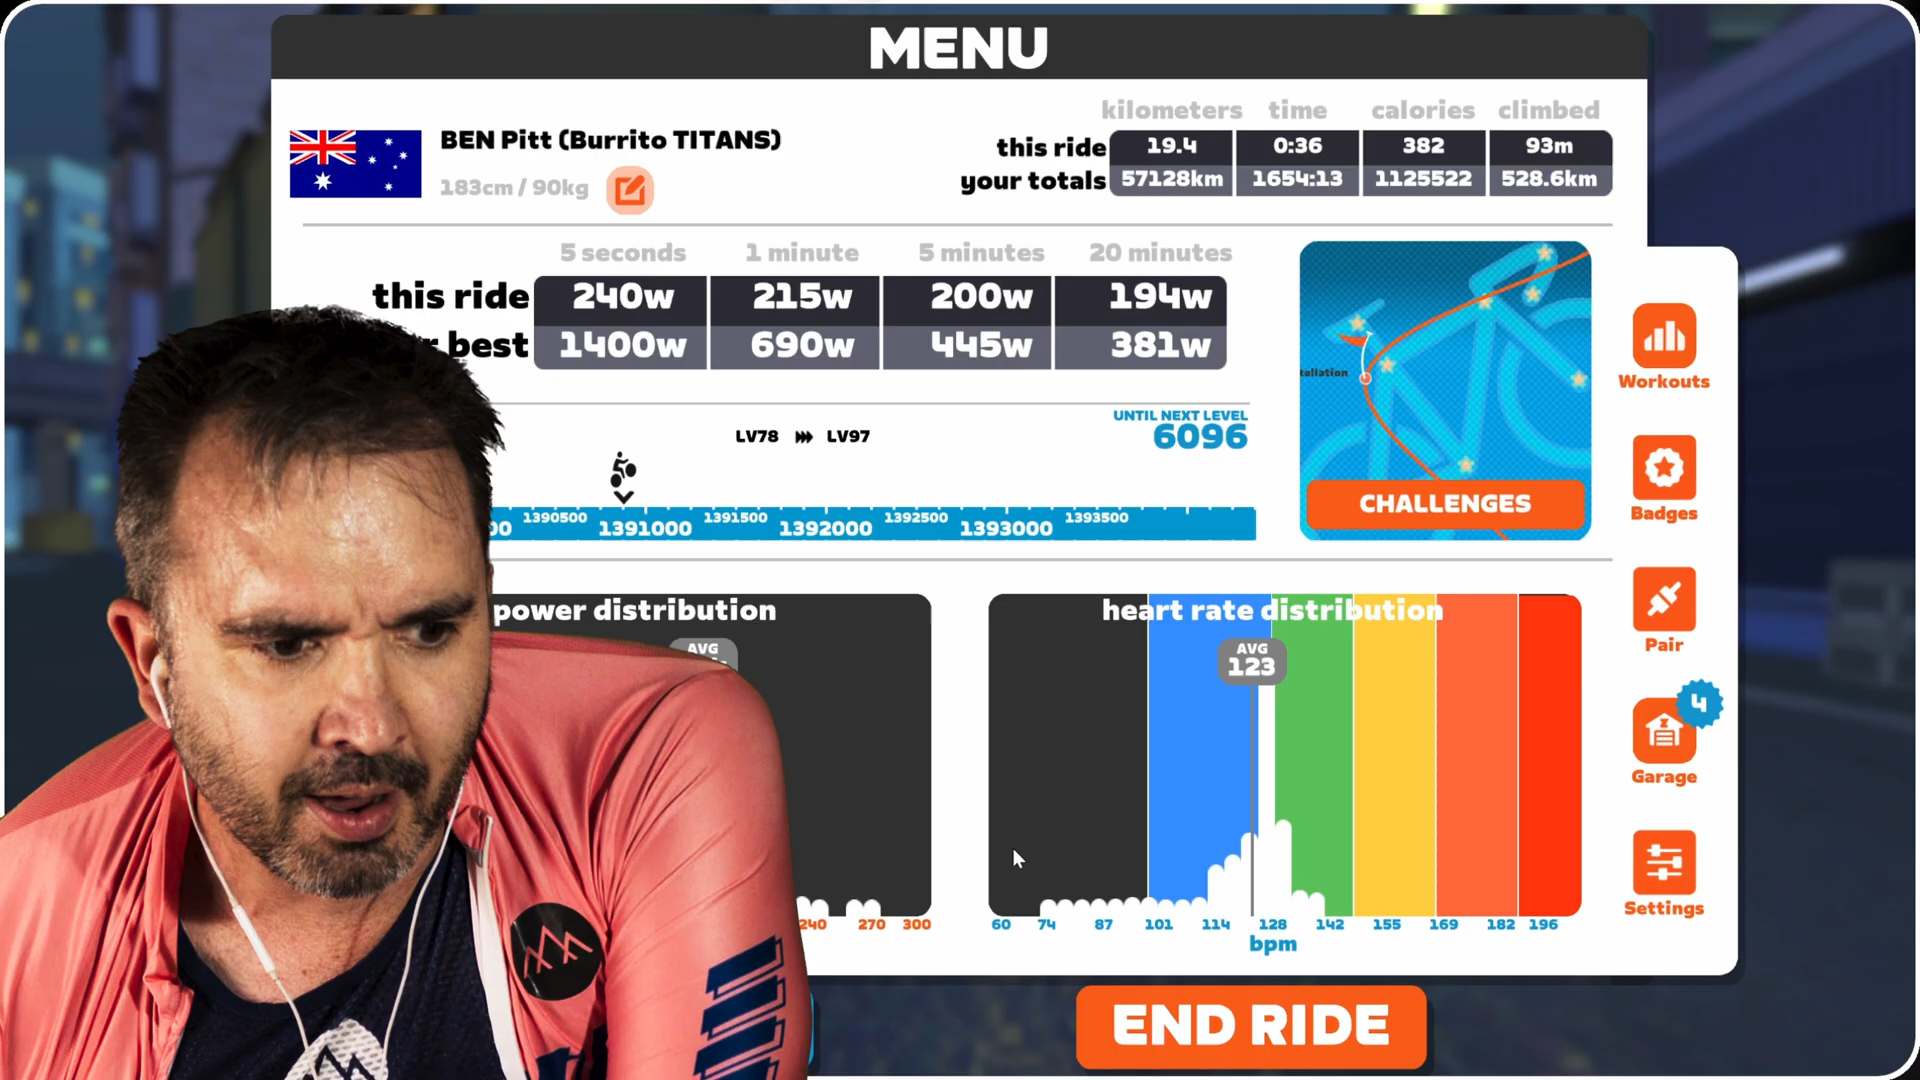 MENU
kilometers time calories climbed
BEN Pitt (Burrito TITANS)
183cm / 90kg
this ride 19.4 0:36 382 93m
your totals 57128km 1654:13 1125522 528.6km
5 seconds 1 minute 5 minutes 20 minutes
this ride 240w 215w 200w 194w
best 1400w 690w 445w 381w
LV78 LV97
UNTIL NEXT LEVEL
6096
1390500 1391500 1392500 1393500
00 1391000 1392000 1393000
tellation
CHALLENGES
Workouts
Badges
Pair
4
Garage
Settings
power distribution
AVG
240 270 300
heart rate distribution
AVG
123
60 74 87 101 114 128 142 155 169 182 196
bpm
END RIDE